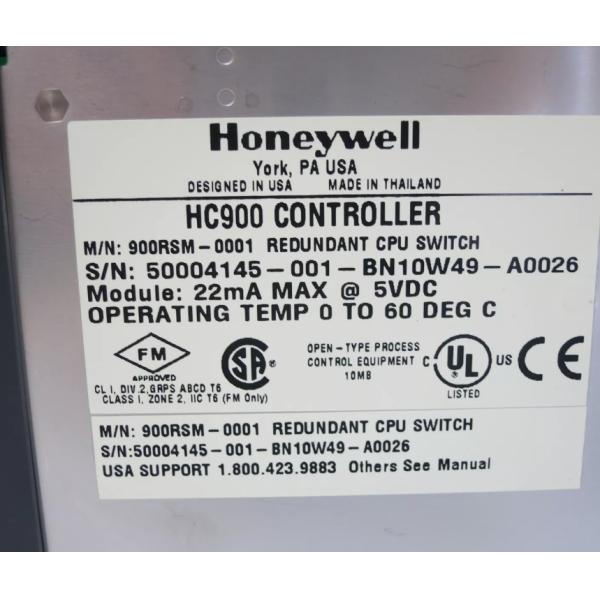 Honeywell
York, PA USA
DESIGNED IN USA MADE IN THAILAND
HC900 CONTROLLER
M/N: 900RSM-0001 REDUNDANT CPU SWITCH
S/N: 50004145-001-BN10W49-A0026
Module: 22mA MAX @ 5VDC
OPERATING TEMP 0 TO 60 DEG C
FM
APPROVED
CL I, DIV.2,GRPS ABCD T6
CLASS I, ZONE 2, IIC T6 (FM Only)
SA
OPEN-TYPE PROCESS
CONTROL EQUIPMENT
10MB
C UL US
LISTED
CE
M/N: 900RSM-0001 REDUNDANT CPU SWITCH
S/N:50004145-001-BN10W49-A0026
USA SUPPORT 1.800.423.9883 Others See Manual